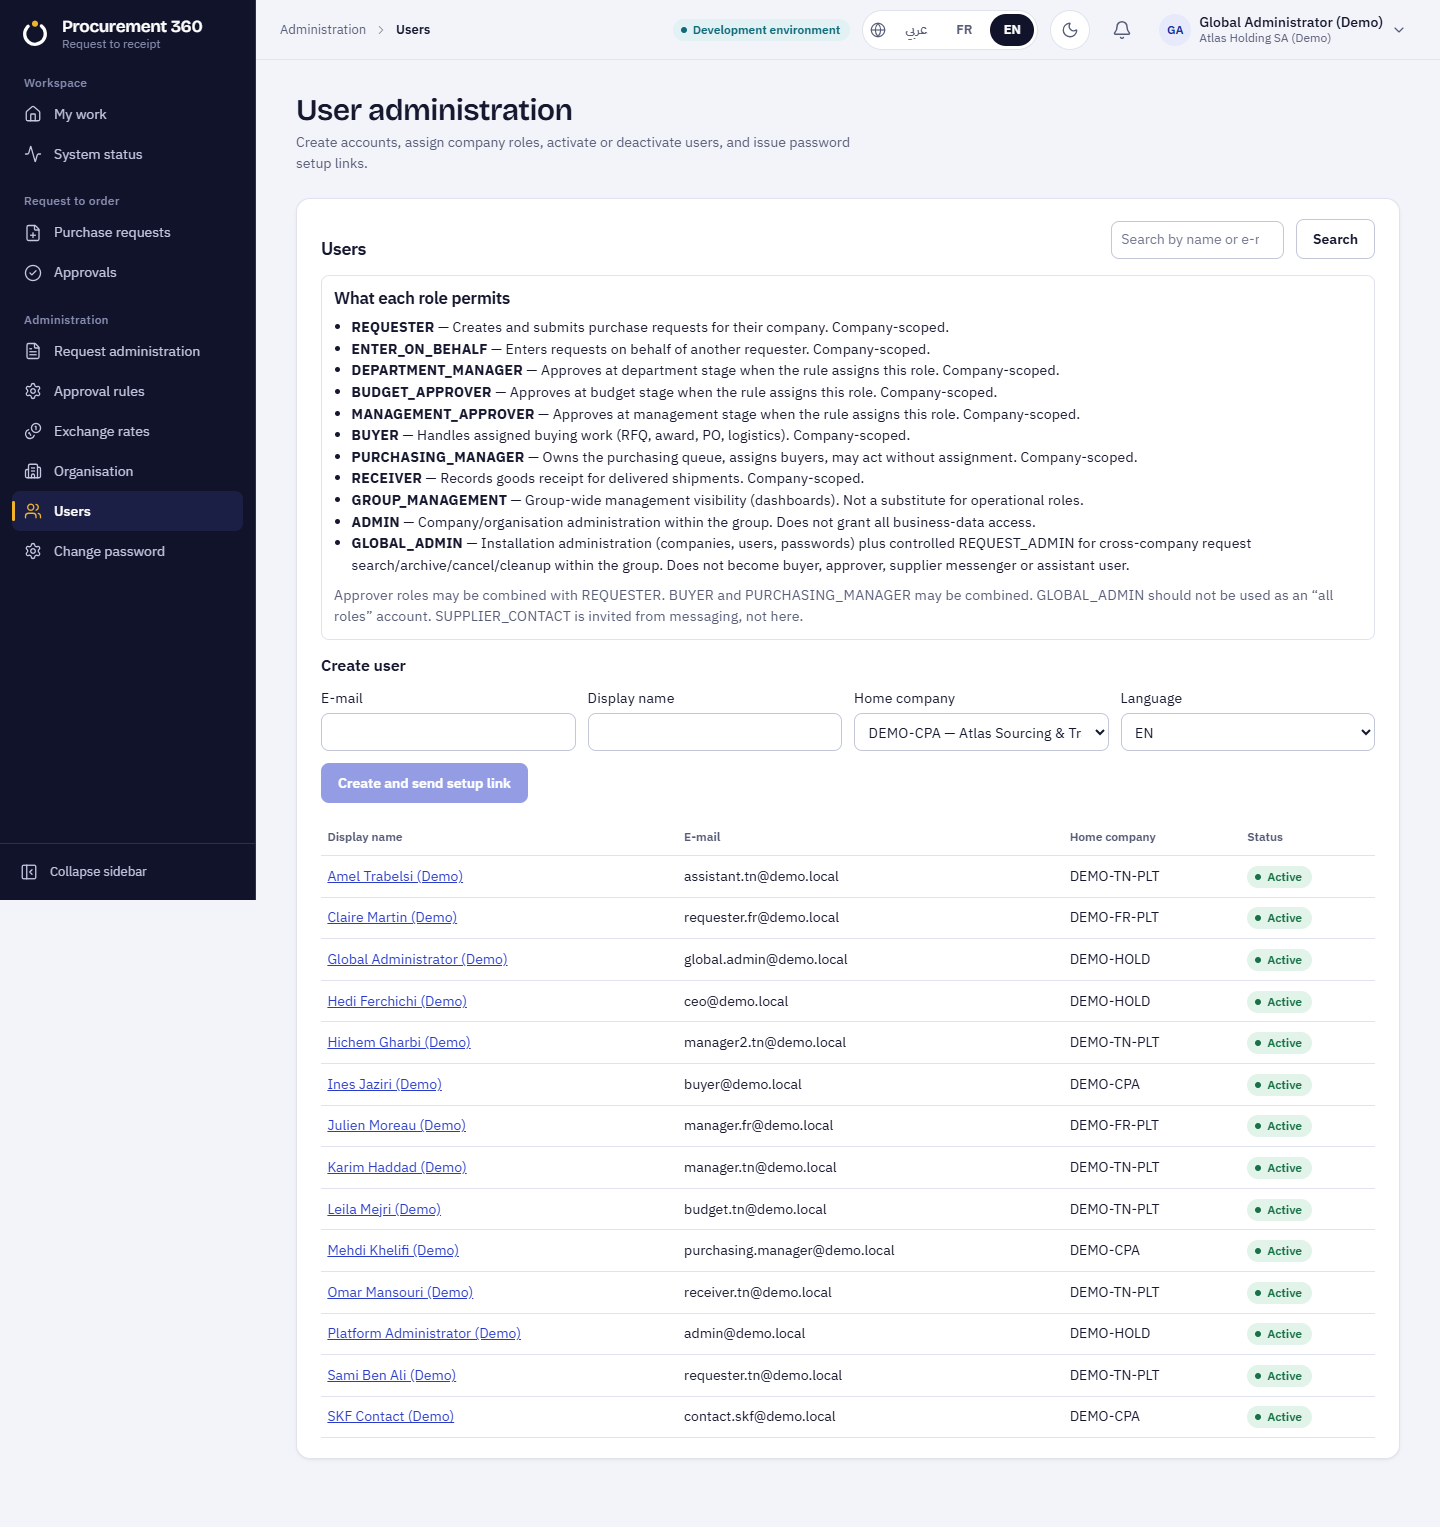 Procurement 360
Request to receipt
Workspace
My work
System status
Request to order
Purchase requests
Approvals
Administration
Request administration
Approval rules
Exchange rates
Organisation
Users
Change password
Collapse sidebar
Administration > Users
Development environment
عربي
FR
EN
GA
Global Administrator (Demo)
Atlas Holding SA (Demo)
User administration
Create accounts, assign company roles, activate or deactivate users, and issue password
setup links.
Users
Search by name or e-r
Search
What each role permits
• REQUESTER — Creates and submits purchase requests for their company. Company-scoped.
• ENTER_ON_BEHALF — Enters requests on behalf of another requester. Company-scoped.
• DEPARTMENT_MANAGER — Approves at department stage when the rule assigns this role. Company-scoped.
• BUDGET_APPROVER — Approves at budget stage when the rule assigns this role. Company-scoped.
• MANAGEMENT_APPROVER — Approves at management stage when the rule assigns this role. Company-scoped.
• BUYER — Handles assigned buying work (RFQ, award, PO, logistics). Company-scoped.
• PURCHASING_MANAGER — Owns the purchasing queue, assigns buyers, may act without assignment. Company-scoped.
• RECEIVER — Records goods receipt for delivered shipments. Company-scoped.
• GROUP_MANAGEMENT — Group-wide management visibility (dashboards). Not a substitute for operational roles.
• ADMIN — Company/organisation administration within the group. Does not grant all business-data access.
• GLOBAL_ADMIN — Installation administration (companies, users, passwords) plus controlled REQUEST_ADMIN for cross-company request
search/archive/cancel/cleanup within the group. Does not become buyer, approver, supplier messenger or assistant user.
Approver roles may be combined with REQUESTER. BUYER and PURCHASING_MANAGER may be combined. GLOBAL_ADMIN should not be used as an “all
roles” account. SUPPLIER_CONTACT is invited from messaging, not here.
Create user
E-mail Display name Home company Language
DEMO-CPA — Atlas Sourcing & Tr EN
Create and send setup link
Display name E-mail Home company Status
Amel Trabelsi (Demo) assistant.tn@demo.local DEMO-TN-PLT Active
Claire Martin (Demo) requester.fr@demo.local DEMO-FR-PLT Active
Global Administrator (Demo) global.admin@demo.local DEMO-HOLD Active
Hedi Ferchichi (Demo) ceo@demo.local DEMO-HOLD Active
Hichem Gharbi (Demo) manager2.tn@demo.local DEMO-TN-PLT Active
Ines Jaziri (Demo) buyer@demo.local DEMO-CPA Active
Julien Moreau (Demo) manager.fr@demo.local DEMO-FR-PLT Active
Karim Haddad (Demo) manager.tn@demo.local DEMO-TN-PLT Active
Leila Mejri (Demo) budget.tn@demo.local DEMO-TN-PLT Active
Mehdi Khelifi (Demo) purchasing.manager@demo.local DEMO-CPA Active
Omar Mansouri (Demo) receiver.tn@demo.local DEMO-TN-PLT Active
Platform Administrator (Demo) admin@demo.local DEMO-HOLD Active
Sami Ben Ali (Demo) requester.tn@demo.local DEMO-TN-PLT Active
SKF Contact (Demo) contact.skf@demo.local DEMO-CPA Active